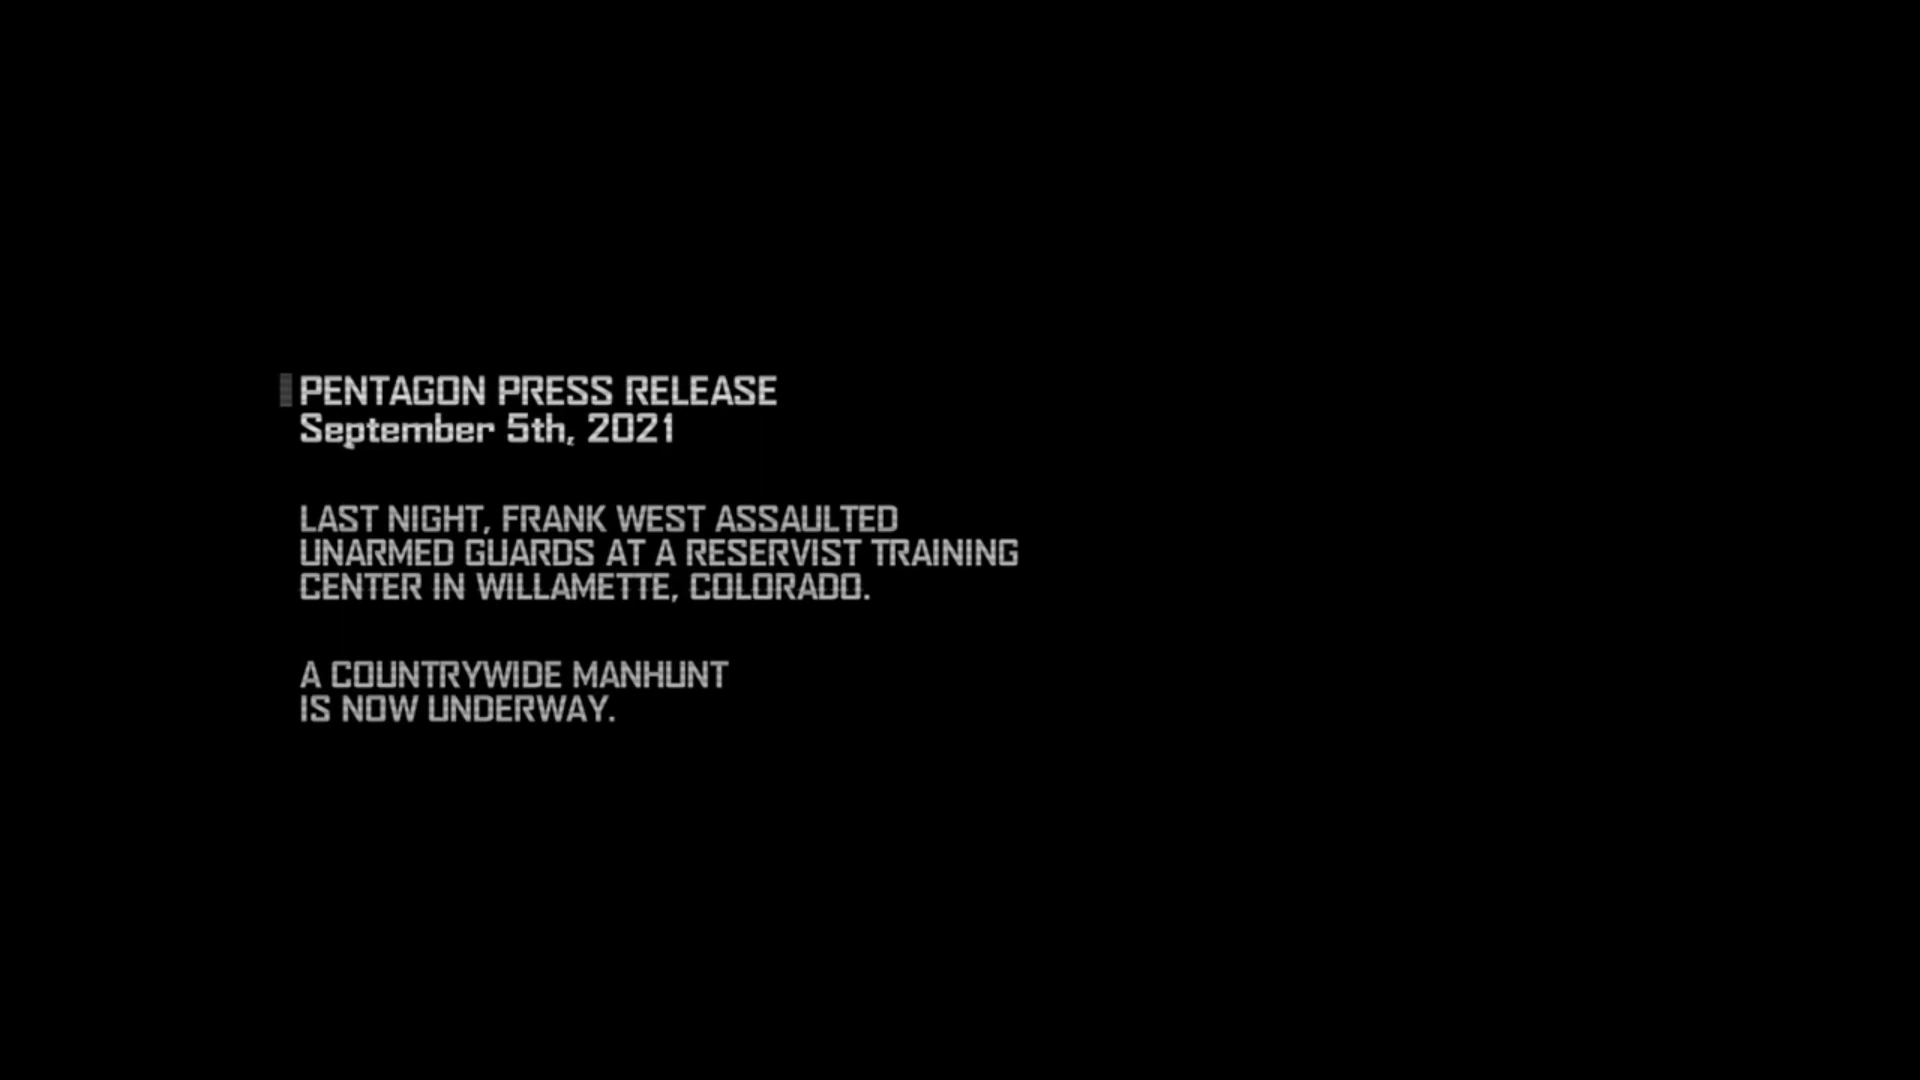 PENTAGON PRESS RELEASE
September 5th, 2021
LAST NIGHT, FRANK WEST ASSAULTED
UNARMED GUARDS AT A RESERVIST TRAINING
CENTER IN WILLAMETTE, COLORADO.
A COUNTRYWIDE MANHUNT
IS NOW UNDERWAY.